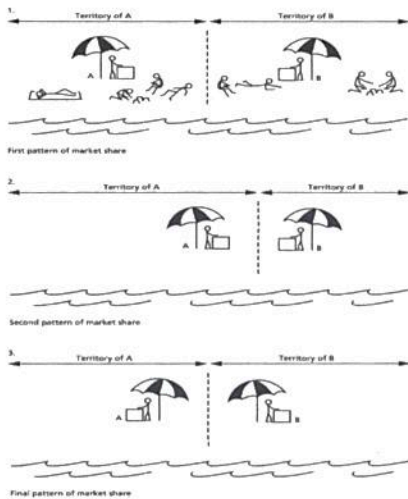 1.
Territory of A Territory of B
A B
First pattern of market share
2.
Territory of A Territory of B
A B
Second pattern of market share
3.
Territory of A Territory of B
A B
Final pattern of market share